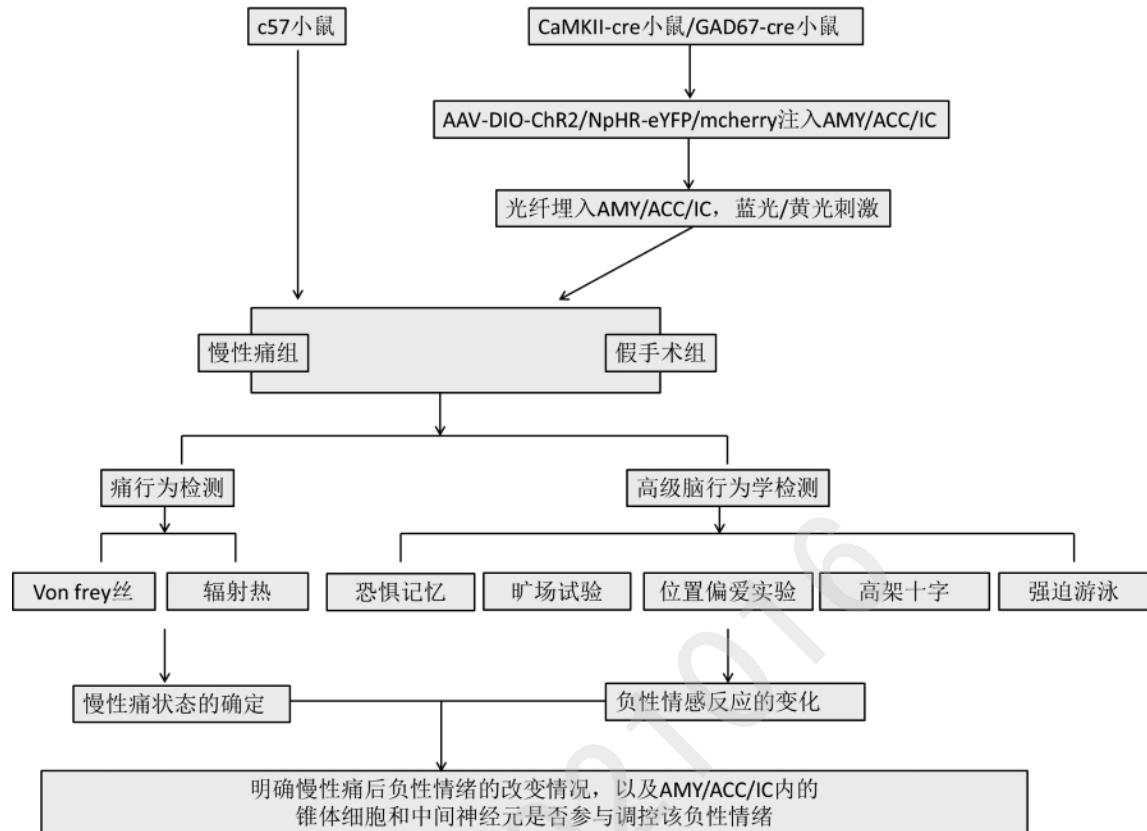 c57小鼠
CaMKII-cre小鼠/GAD67-cre小鼠
AAV-DIO-ChR2/NpHR-eYFP/mcherry注入AMY/ACC/IC
光纤埋入AMY/ACC/IC，蓝光/黄光刺激
慢性痛组
假手术组
痛行为检测
高级脑行为学检测
Von frey丝
辐射热
恐惧记忆
旷场试验
位置偏爱实验
高架十字
强迫游泳
慢性痛状态的确定
负性情感反应的变化
明确慢性痛后负性情绪的改变情况，以及AMY/ACC/IC内的
锥体细胞和中间神经元是否参与调控该负性情绪